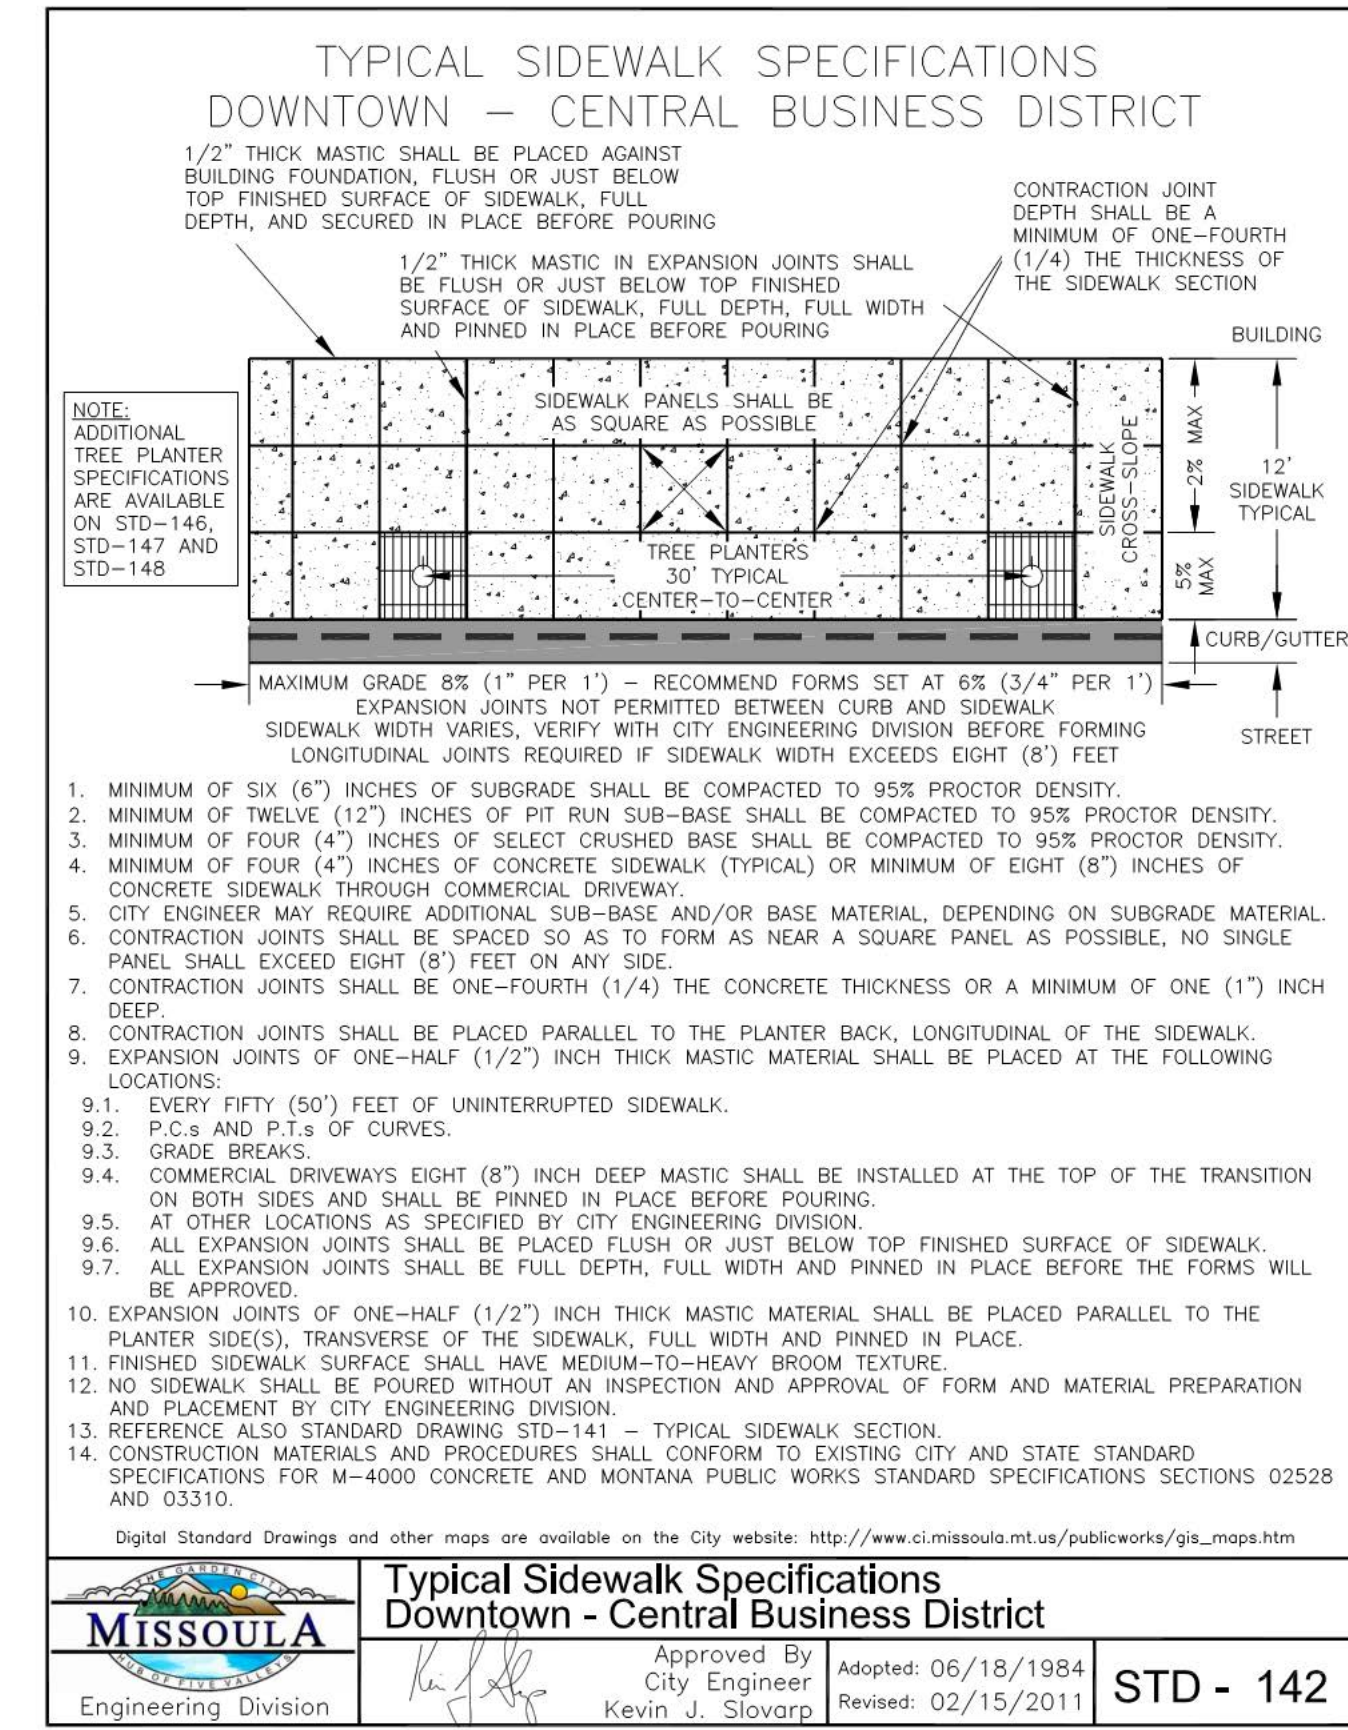 TYPICAL SIDEWALK SPECIFICATIONS
DOWNTOWN – CENTRAL BUSINESS DISTRICT
1/2" THICK MASTIC SHALL BE PLACED AGAINST
BUILDING FOUNDATION, FLUSH OR JUST BELOW
TOP FINISHED SURFACE OF SIDEWALK, FULL
DEPTH, AND SECURED IN PLACE BEFORE POURING
CONTRACTION JOINT
DEPTH SHALL BE A
MINIMUM OF ONE–FOURTH
(1/4) THE THICKNESS OF
THE SIDEWALK SECTION
1/2" THICK MASTIC IN EXPANSION JOINTS SHALL
BE FLUSH OR JUST BELOW TOP FINISHED
SURFACE OF SIDEWALK, FULL DEPTH, FULL WIDTH
AND PINNED IN PLACE BEFORE POURING
BUILDING
NOTE:
ADDITIONAL
TREE PLANTER
SPECIFICATIONS
ARE AVAILABLE
ON STD–146,
STD–147 AND
STD–148
SIDEWALK PANELS SHALL BE
AS SQUARE AS POSSIBLE
TREE PLANTERS
30' TYPICAL
CENTER–TO–CENTER
SIDEWALK
CROSS–SLOPE
2% MAX
5%
MAX
12'
SIDEWALK
TYPICAL
CURB/GUTTER
STREET
MAXIMUM GRADE 8% (1" PER 1') – RECOMMEND FORMS SET AT 6% (3/4" PER 1')
EXPANSION JOINTS NOT PERMITTED BETWEEN CURB AND SIDEWALK
SIDEWALK WIDTH VARIES, VERIFY WITH CITY ENGINEERING DIVISION BEFORE FORMING
LONGITUDINAL JOINTS REQUIRED IF SIDEWALK WIDTH EXCEEDS EIGHT (8') FEET
1. MINIMUM OF SIX (6") INCHES OF SUBGRADE SHALL BE COMPACTED TO 95% PROCTOR DENSITY.
2. MINIMUM OF TWELVE (12") INCHES OF PIT RUN SUB–BASE SHALL BE COMPACTED TO 95% PROCTOR DENSITY.
3. MINIMUM OF FOUR (4") INCHES OF SELECT CRUSHED BASE SHALL BE COMPACTED TO 95% PROCTOR DENSITY.
4. MINIMUM OF FOUR (4") INCHES OF CONCRETE SIDEWALK (TYPICAL) OR MINIMUM OF EIGHT (8") INCHES OF
CONCRETE SIDEWALK THROUGH COMMERCIAL DRIVEWAY.
5. CITY ENGINEER MAY REQUIRE ADDITIONAL SUB–BASE AND/OR BASE MATERIAL, DEPENDING ON SUBGRADE MATERIAL.
6. CONTRACTION JOINTS SHALL BE SPACED SO AS TO FORM AS NEAR A SQUARE PANEL AS POSSIBLE, NO SINGLE
PANEL SHALL EXCEED EIGHT (8') FEET ON ANY SIDE.
7. CONTRACTION JOINTS SHALL BE ONE–FOURTH (1/4) THE CONCRETE THICKNESS OR A MINIMUM OF ONE (1") INCH
DEEP.
8. CONTRACTION JOINTS SHALL BE PLACED PARALLEL TO THE PLANTER BACK, LONGITUDINAL OF THE SIDEWALK.
9. EXPANSION JOINTS OF ONE–HALF (1/2") INCH THICK MASTIC MATERIAL SHALL BE PLACED AT THE FOLLOWING
LOCATIONS:
9.1. EVERY FIFTY (50') FEET OF UNINTERRUPTED SIDEWALK.
9.2. P.C.s AND P.T.s OF CURVES.
9.3. GRADE BREAKS.
9.4. COMMERCIAL DRIVEWAYS EIGHT (8") INCH DEEP MASTIC SHALL BE INSTALLED AT THE TOP OF THE TRANSITION
ON BOTH SIDES AND SHALL BE PINNED IN PLACE BEFORE POURING.
9.5. AT OTHER LOCATIONS AS SPECIFIED BY CITY ENGINEERING DIVISION.
9.6. ALL EXPANSION JOINTS SHALL BE PLACED FLUSH OR JUST BELOW TOP FINISHED SURFACE OF SIDEWALK.
9.7. ALL EXPANSION JOINTS SHALL BE FULL DEPTH, FULL WIDTH AND PINNED IN PLACE BEFORE THE FORMS WILL
BE APPROVED.
10. EXPANSION JOINTS OF ONE–HALF (1/2") INCH THICK MASTIC MATERIAL SHALL BE PLACED PARALLEL TO THE
PLANTER SIDE(S), TRANSVERSE OF THE SIDEWALK, FULL WIDTH AND PINNED IN PLACE.
11. FINISHED SIDEWALK SURFACE SHALL HAVE MEDIUM–TO–HEAVY BROOM TEXTURE.
12. NO SIDEWALK SHALL BE POURED WITHOUT AN INSPECTION AND APPROVAL OF FORM AND MATERIAL PREPARATION
AND PLACEMENT BY CITY ENGINEERING DIVISION.
13. REFERENCE ALSO STANDARD DRAWING STD–141 – TYPICAL SIDEWALK SECTION.
14. CONSTRUCTION MATERIALS AND PROCEDURES SHALL CONFORM TO EXISTING CITY AND STATE STANDARD
SPECIFICATIONS FOR M–4000 CONCRETE AND MONTANA PUBLIC WORKS STANDARD SPECIFICATIONS SECTIONS 02528
AND 03310.
Digital Standard Drawings and other maps are available on the City website: http://www.ci.missoula.mt.us/publicworks/gis_maps.htm
THE GARDEN CITY
MISSOULA
HUB OF FIVE VALLEYS
Engineering Division
Typical Sidewalk Specifications
Downtown - Central Business District
Approved By
City Engineer
Kevin J. Slovarp
Adopted: 06/18/1984
Revised: 02/15/2011
STD - 142